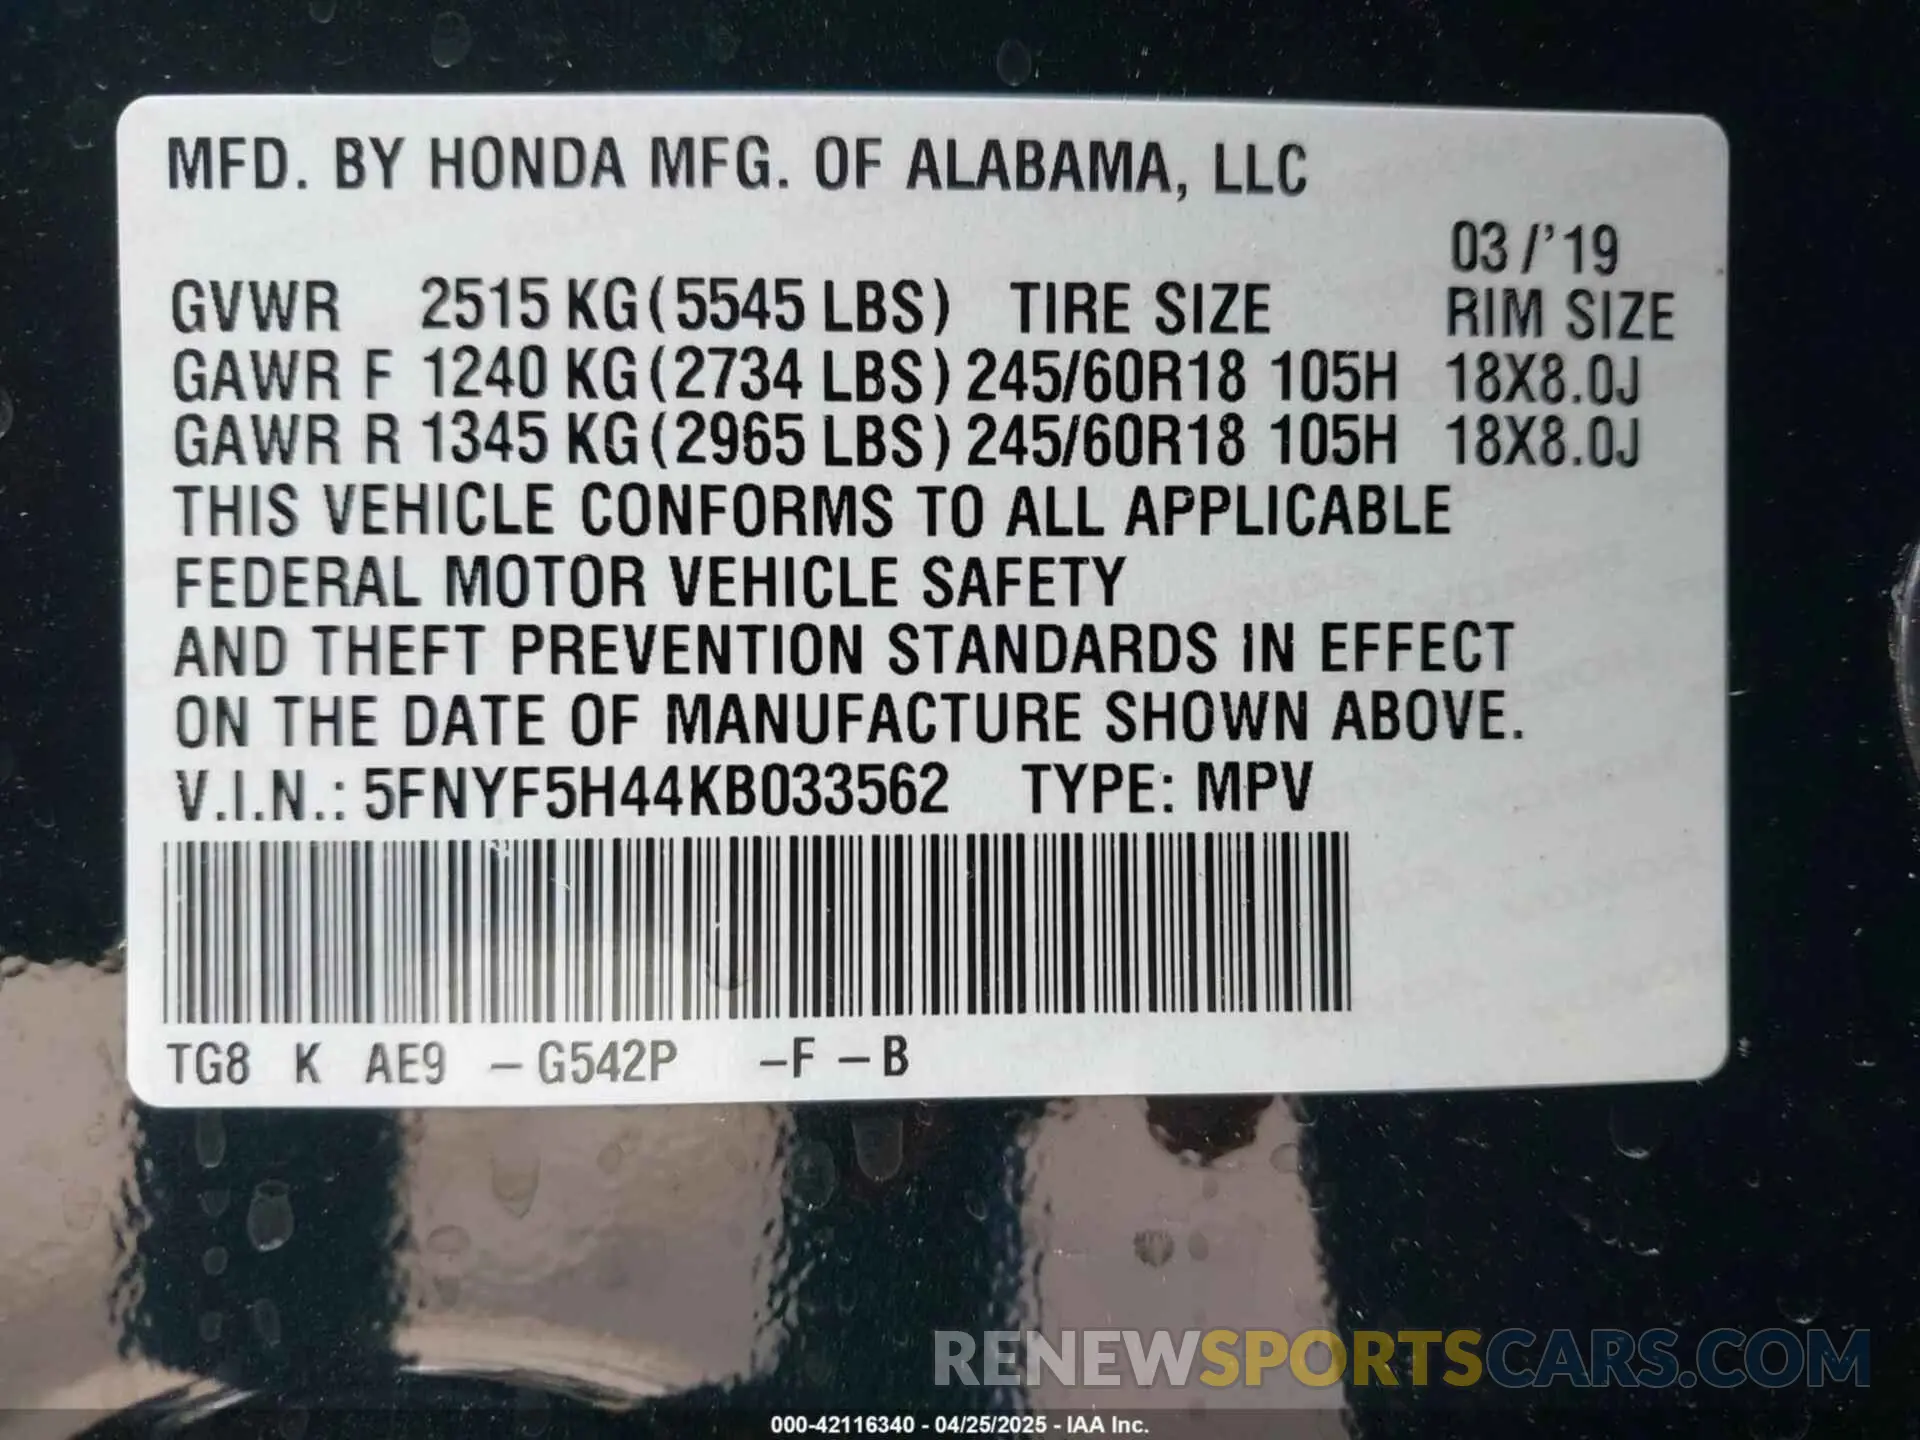 MFD. BY HONDA MFG. OF ALABAMA, LLC
03 /'19
GVWR 2515 KG (5545 LBS) TIRE SIZE RIM SIZE
GAWR F 1240 KG (2734 LBS) 245/60R18 105H 18X8.0J
GAWR R 1345 KG (2965 LBS) 245/60R18 105H 18X8.0J
THIS VEHICLE CONFORMS TO ALL APPLICABLE
FEDERAL MOTOR VEHICLE SAFETY
AND THEFT PREVENTION STANDARDS IN EFFECT
ON THE DATE OF MANUFACTURE SHOWN ABOVE.
V.I.N.: 5FNYF5H44KB033562 TYPE: MPV
TG8 K AE9 – G542P –F – B
RENEWSPORTSCARS.COM
000-42116340 - 04/25/2025 - IAA Inc.